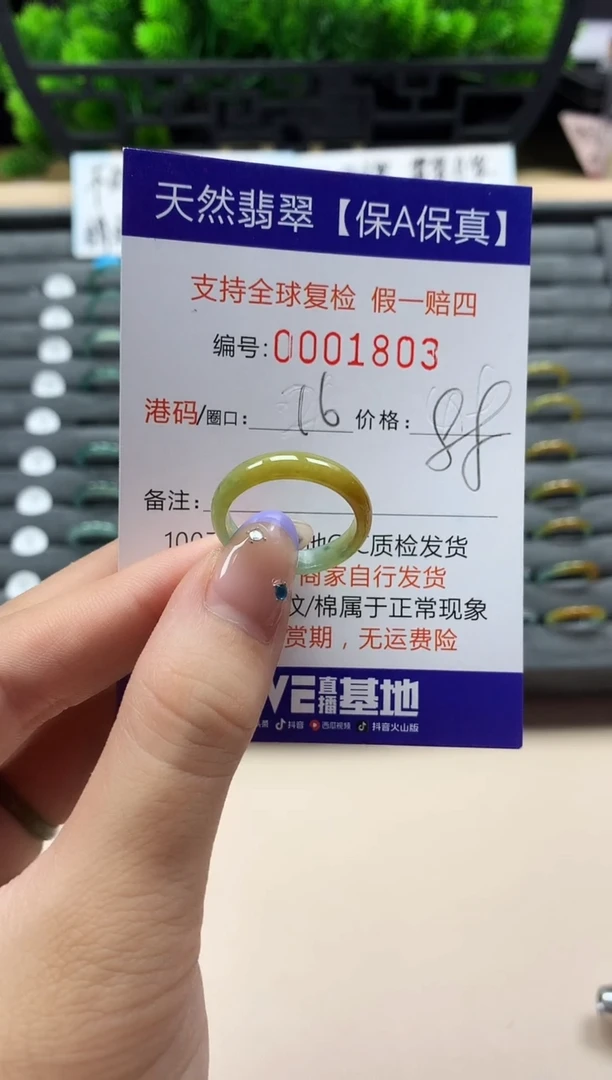 天然翡翠【保A保真】
支持全球复检 假一赔四
编号:0001803
港码/圈口: 16 价格: 88
备注:
质检发货
商家自行发货
纹/棉属于正常现象
赏期，无运费险
VE直播基地
抖音 西瓜视频 抖音火山版